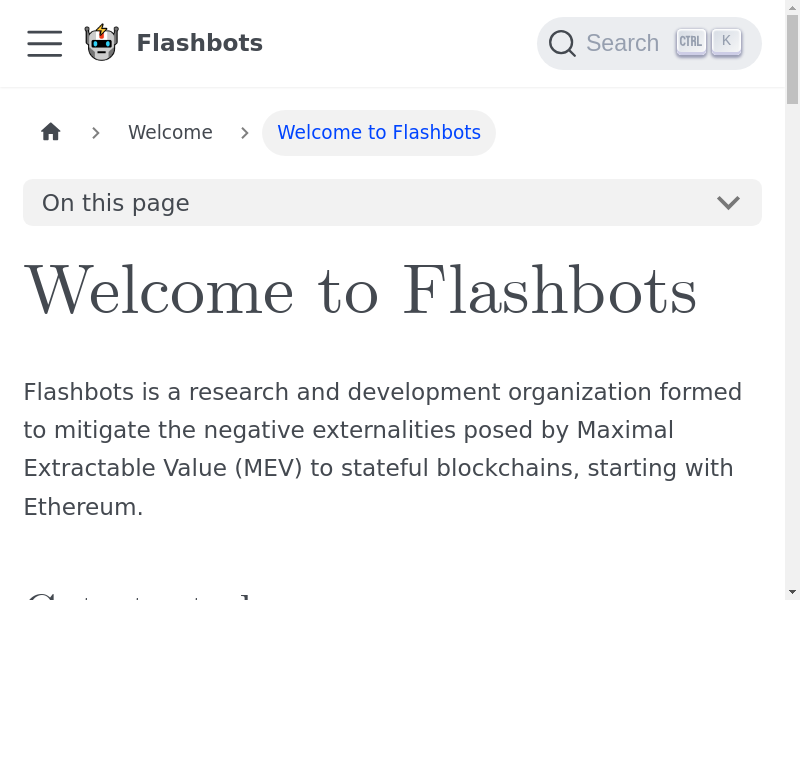 Flashbots
Search CTRL K
Welcome
Welcome to Flashbots
On this page
Welcome to Flashbots
Flashbots is a research and development organization formed
to mitigate the negative externalities posed by Maximal
Extractable Value (MEV) to stateful blockchains, starting with
Ethereum.